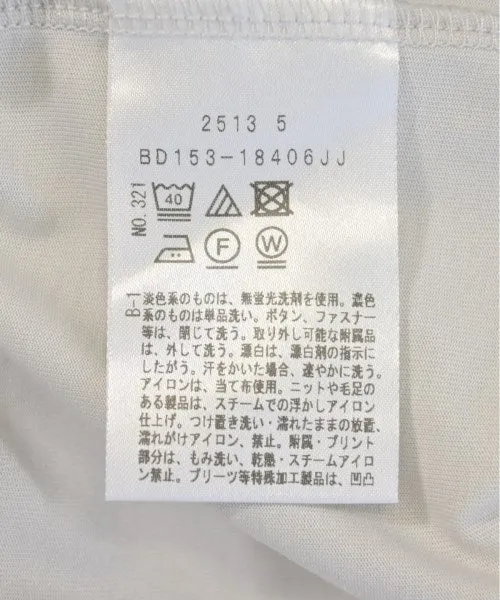 2513 5
BD153-18406JJ
NO.321
40
F
W
B-1
淡色系のものは、無蛍光洗剤を使用。濃色
系のものは単品洗い。ボタン、ファスナー
等は、閉じて洗う。取り外し可能な附属品
は、外して洗う。漂白は、漂白剤の指示に
したがう。汗をかいた場合、速やかに洗う。
アイロンは、当て布使用。ニットや毛足の
ある製品は、スチームでの浮かしアイロン
仕上げ。つけ置き洗い・濡れたままの放置、
濡れがけアイロン、禁止。附属・プリント
部分は、もみ洗い、乾燥・スチームアイロ
ン禁止。プリーツ等特殊加工製品は、凹凸